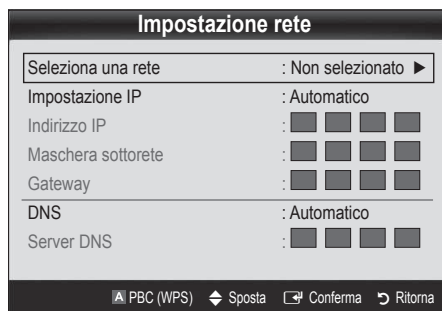 Impostazione rete
Seleziona una rete : Non selezionato ►
Impostazione IP : Automatico
Indirizzo IP :
Maschera sottorete :
Gateway :
DNS : Automatico
Server DNS :
A PBC (WPS) Sposta Conferma Ritorna